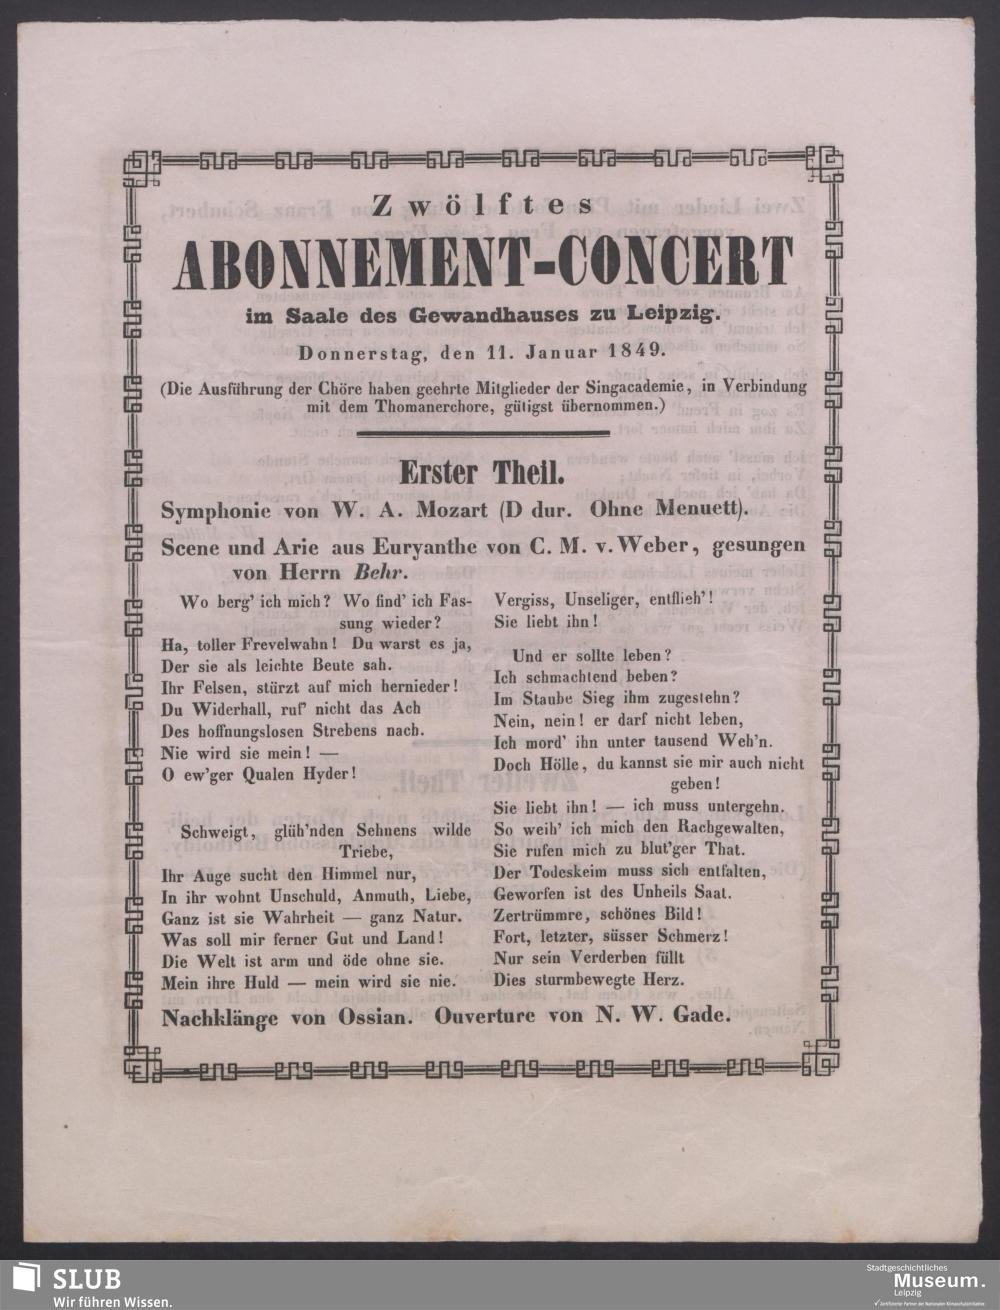 Zwölftes
ABONNEMENT-CONCERT
im Saale des Gewandhauses zu Leipzig.
Donnerstag, den 11. Januar 1849.
(Die Ausführung der Chöre haben geehrte Mitglieder der Singacademie, in Verbindung
mit dem Thomanerchore, gütigst übernommen.)
Erster Theil.
Symphonie von W. A. Mozart (D dur. Ohne Menuett).
Scene und Arie aus Euryanthe von C. M. v. Weber, gesungen
von Herrn Behr.
Wo berg' ich mich? Wo find' ich Fas-
sung wieder?
Ha, toller Frevelwahn! Du warst es ja,
Der sie als leichte Beute sah.
Ihr Felsen, stürzt auf mich hernieder!
Du Widerhall, ruf' nicht das Ach
Des hoffnungslosen Strebens nach.
Nie wird sie mein! —
O ew'ger Qualen Hyder!
Schweigt, glüh'nden Sehnens wilde
Triebe,
Ihr Auge sucht den Himmel nur,
In ihr wohnt Unschuld, Anmuth, Liebe,
Ganz ist sie Wahrheit — ganz Natur.
Was soll mir ferner Gut und Land!
Die Welt ist arm und öde ohne sie.
Mein ihre Huld — mein wird sie nie.
Vergiss, Unseliger, entflieh'!
Sie liebt ihn!
Und er sollte leben?
Ich schmachtend beben?
Im Staube Sieg ihm zugestehn?
Nein, nein! er darf nicht leben,
Ich mord' ihn unter tausend Weh'n.
Doch Hölle, du kannst sie mir auch nicht
geben!
Sie liebt ihn! — ich muss untergehn.
So weih' ich mich den Rachgewalten,
Sie rufen mich zu blut'ger That.
Der Todeskeim muss sich entfalten,
Geworfen ist des Unheils Saat.
Zertrümmre, schönes Bild!
Fort, letzter, süsser Schmerz!
Nur sein Verderben füllt
Dies sturmbewegte Herz.
Nachklänge von Ossian. Ouverture von N. W. Gade.
SLUB
Wir führen Wissen.
Stadtgeschichtliches
Museum.
Leipzig